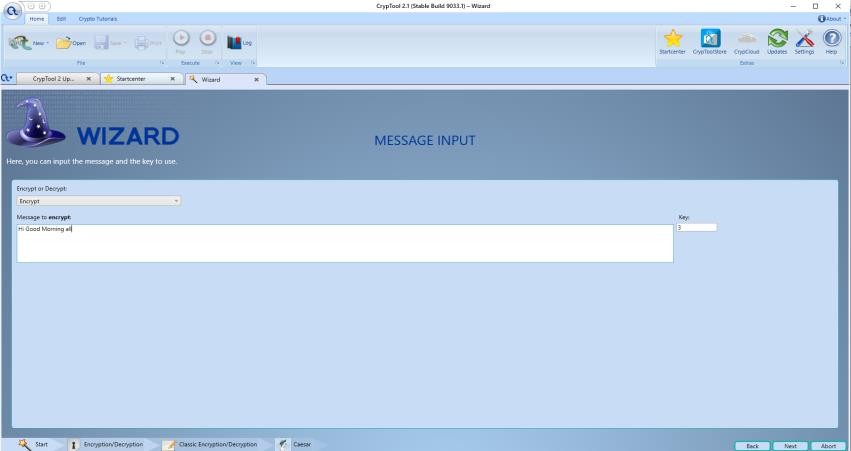 CrypTool 2.1 (Stable Build 9033.1) – Wizard
Home Edit Crypto Tutorials
About
New Open Save Print Play Stop Log
Startcenter CrypToolStore CrypCloud Updates Settings Help
File Execute View Extras
CrypTool 2 Up... Startcenter Wizard
WIZARD
MESSAGE INPUT
Here, you can input the message and the key to use.
Encrypt or Decrypt:
Encrypt
Message to encrypt: Key:
Hi Good Morning all 3
Start Encryption/Decryption Classic Encryption/Decryption Caesar
Back Next Abort